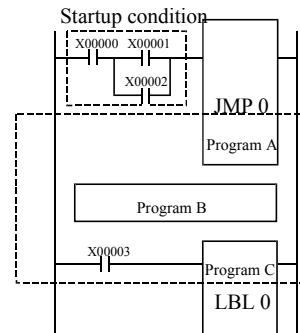 Startup condition
X00000 X00001
X00002
JMP 0
Program A
Program B
X00003
Program C
LBL 0